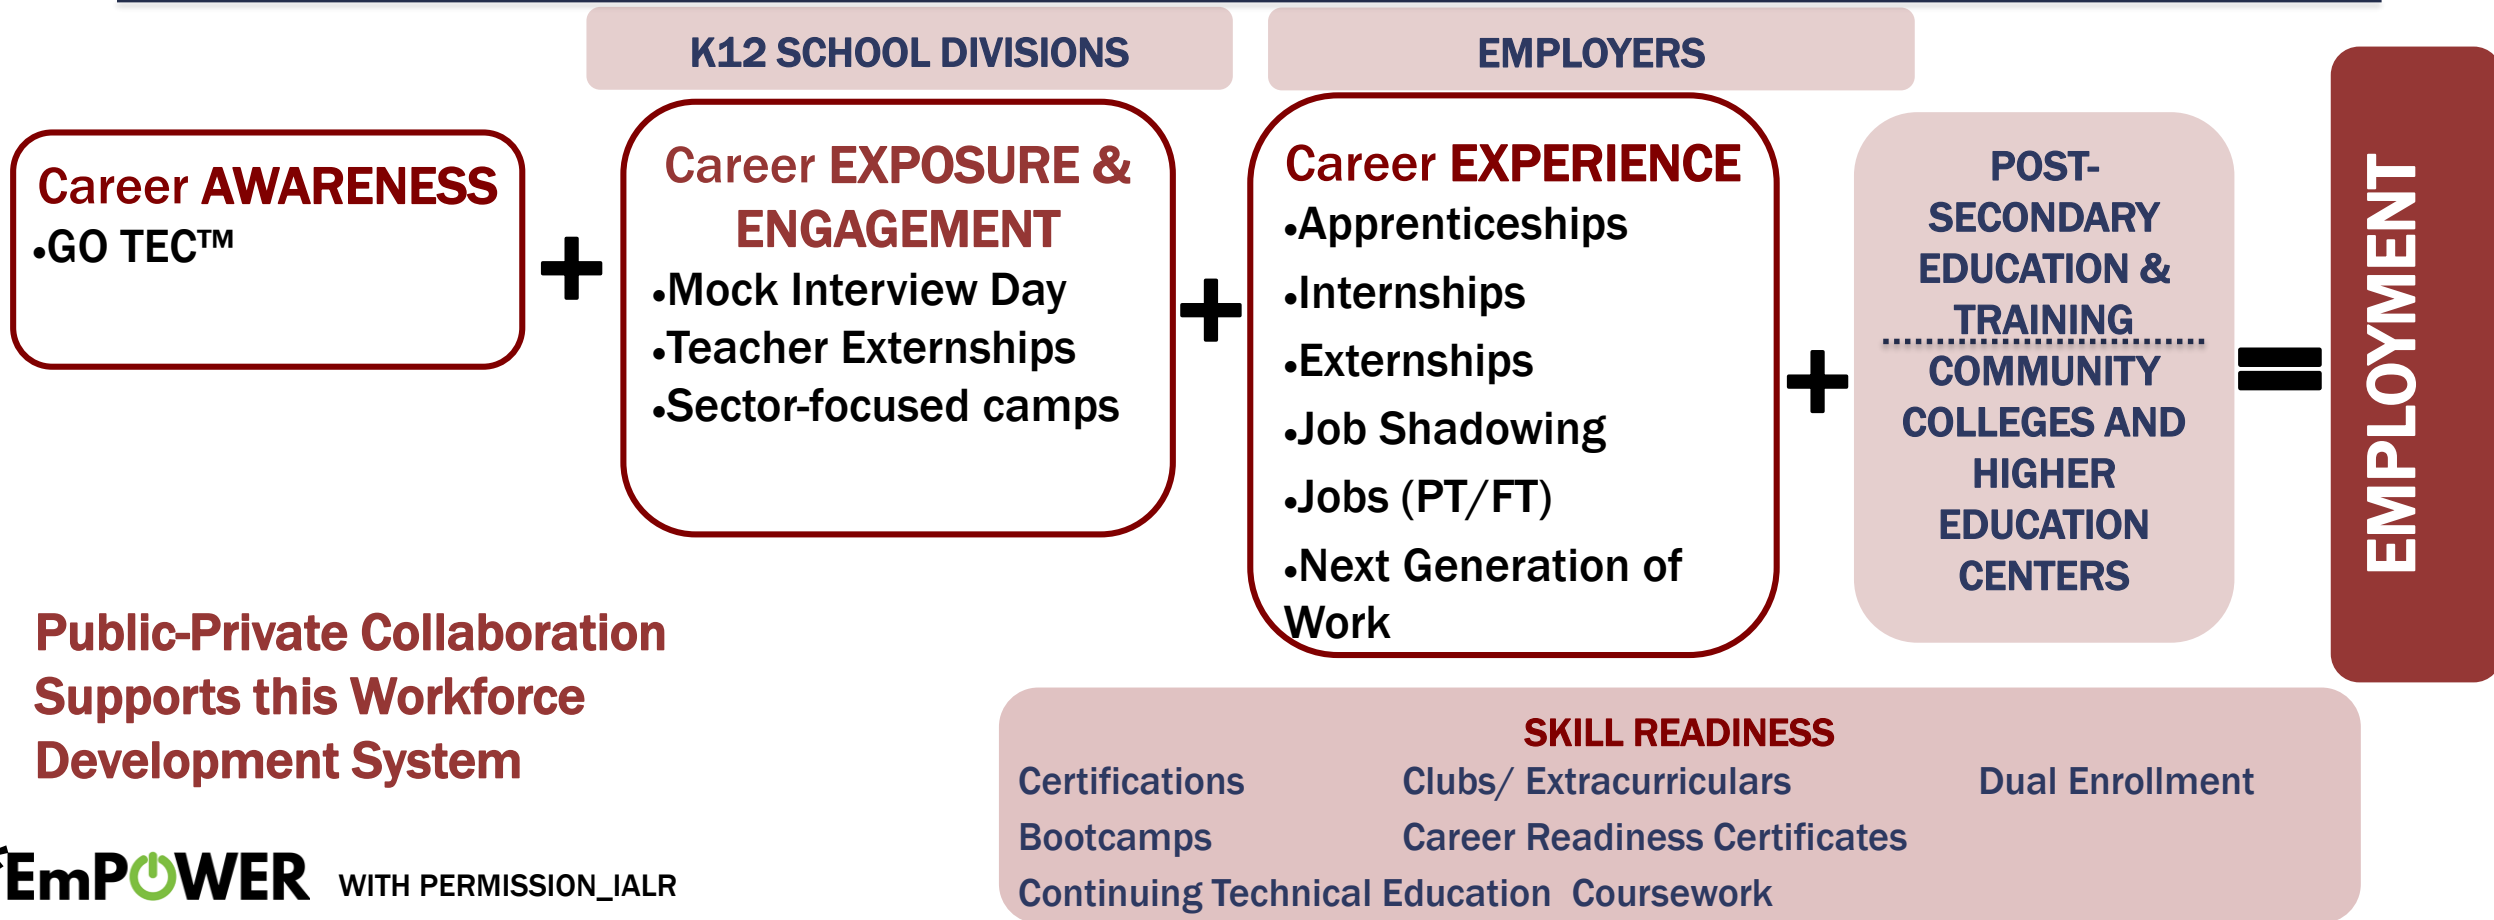 K12 SCHOOL DIVISIONS
EMPLOYERS
Career AWARENESS
•GO TEC™
+
Career EXPOSURE &
ENGAGEMENT
•Mock Interview Day
•Teacher Externships
•Sector-focused camps
+
Career EXPERIENCE
•Apprenticeships
•Internships
•Externships
•Job Shadowing
•Jobs (PT/FT)
•Next Generation of
Work
+
POST-
SECONDARY
EDUCATION &
TRAINING
COMMUNITY
COLLEGES AND
HIGHER
EDUCATION
CENTERS
=
EMPLOYMENT
Public-Private Collaboration
Supports this Workforce
Development System
SKILL READINESS
Certifications Clubs/ Extracurriculars Dual Enrollment
Bootcamps Career Readiness Certificates
Continuing Technical Education Coursework
EmPOWER WITH PERMISSION_IALR